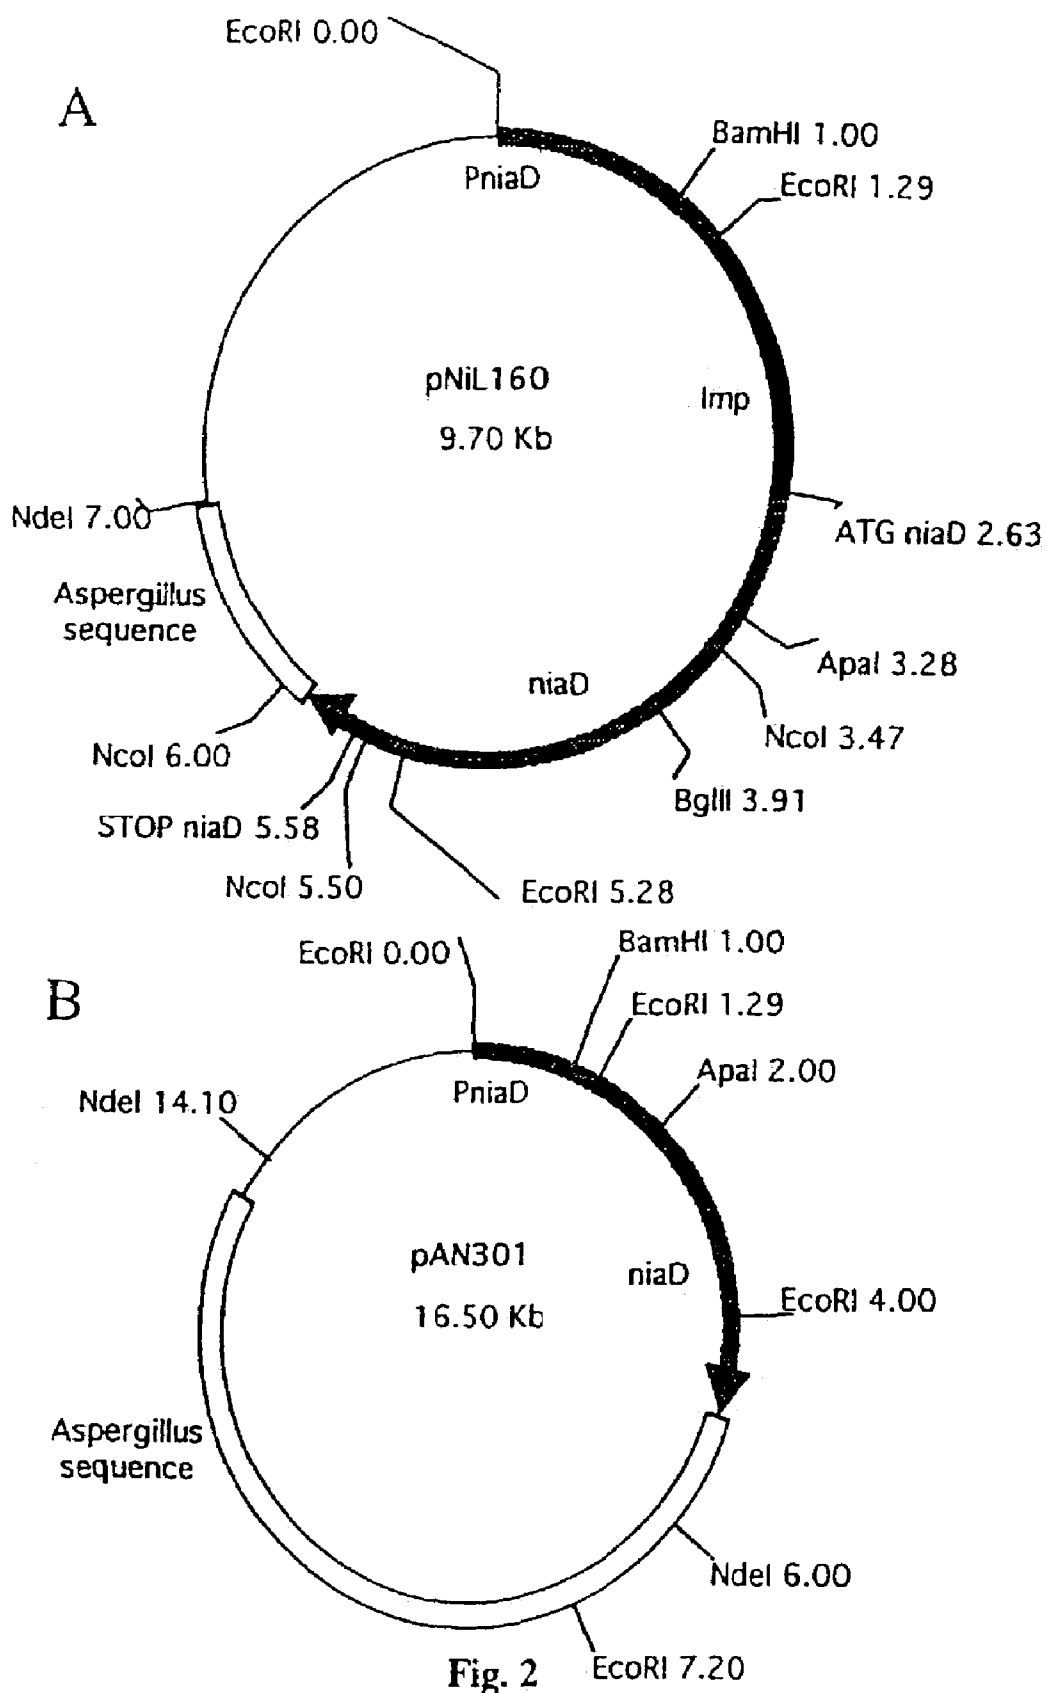 EcoRI 0.00
A
BamHI 1.00
PniaD
EcoRI 1.29
pNiL160
Imp
9.70 Kb
NdeI 7.00
ATG niaD 2.63
Aspergillus
sequence
ApaI 3.28
niaD
NcoI 3.47
NcoI 6.00
BglII 3.91
STOP niaD 5.58
NcoI 5.50
EcoRI 5.28
EcoRI 0.00
BamHI 1.00
B
EcoRI 1.29
ApaI 2.00
PniaD
NdeI 14.10
pAN301
niaD
16.50 Kb
EcoRI 4.00
Aspergillus
sequence
NdeI 6.00
Fig. 2
EcoRI 7.20